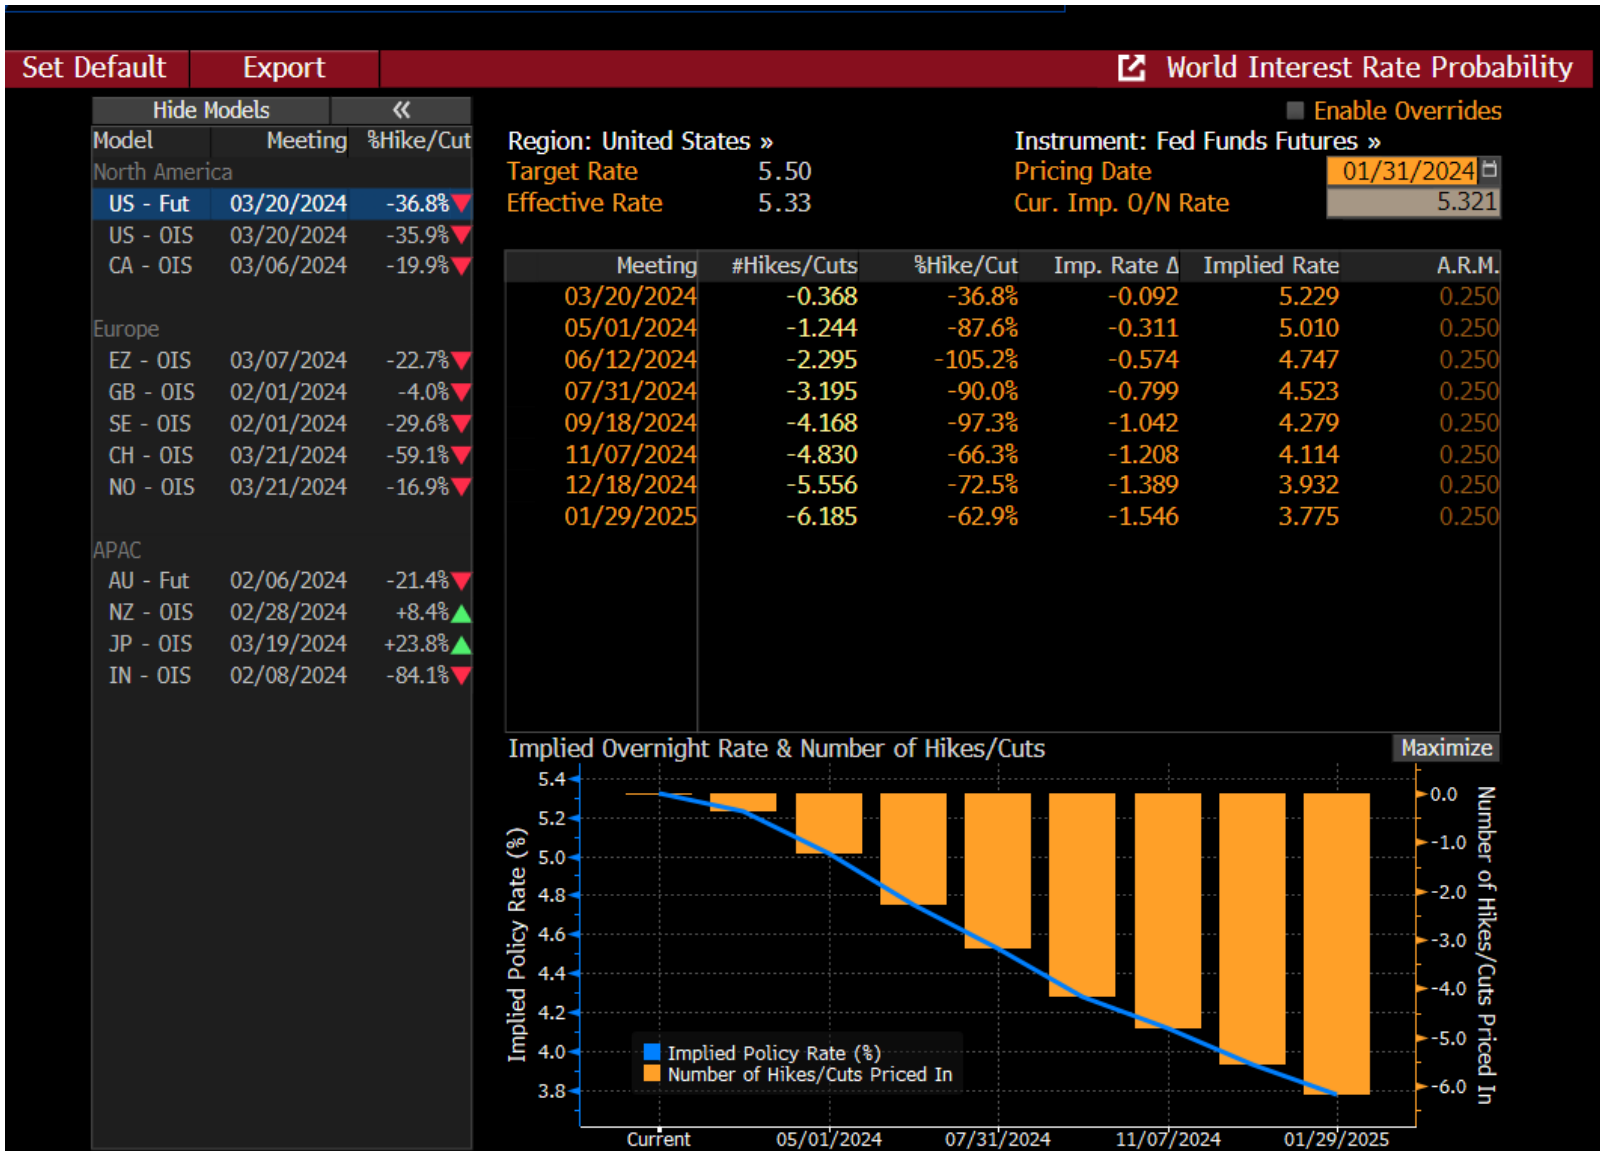 Set Default Export World Interest Rate Probability
Hide Models «
Enable Overrides
Model Meeting %Hike/Cut
North America
US - Fut 03/20/2024 -36.8%
US - OIS 03/20/2024 -35.9%
CA - OIS 03/06/2024 -19.9%
Europe
EZ - OIS 03/07/2024 -22.7%
GB - OIS 02/01/2024 -4.0%
SE - OIS 02/01/2024 -29.6%
CH - OIS 03/21/2024 -59.1%
NO - OIS 03/21/2024 -16.9%
APAC
AU - Fut 02/06/2024 -21.4%
NZ - OIS 02/28/2024 +8.4%
JP - OIS 03/19/2024 +23.8%
IN - OIS 02/08/2024 -84.1%
Region: United States » Instrument: Fed Funds Futures »
Target Rate 5.50 Pricing Date 01/31/2024
Effective Rate 5.33 Cur. Imp. O/N Rate 5.321
Meeting #Hikes/Cuts %Hike/Cut Imp. Rate Δ Implied Rate A.R.M.
03/20/2024 -0.368 -36.8% -0.092 5.229 0.250
05/01/2024 -1.244 -87.6% -0.311 5.010 0.250
06/12/2024 -2.295 -105.2% -0.574 4.747 0.250
07/31/2024 -3.195 -90.0% -0.799 4.523 0.250
09/18/2024 -4.168 -97.3% -1.042 4.279 0.250
11/07/2024 -4.830 -66.3% -1.208 4.114 0.250
12/18/2024 -5.556 -72.5% -1.389 3.932 0.250
01/29/2025 -6.185 -62.9% -1.546 3.775 0.250
Implied Overnight Rate & Number of Hikes/Cuts Maximize
Implied Policy Rate (%)
5.4
5.2
5.0
4.8
4.6
4.4
4.2
4.0
3.8
Implied Policy Rate (%)
Number of Hikes/Cuts Priced In
0.0
-1.0
-2.0
-3.0
-4.0
-5.0
-6.0
Number of Hikes/Cuts Priced In
Current 05/01/2024 07/31/2024 11/07/2024 01/29/2025